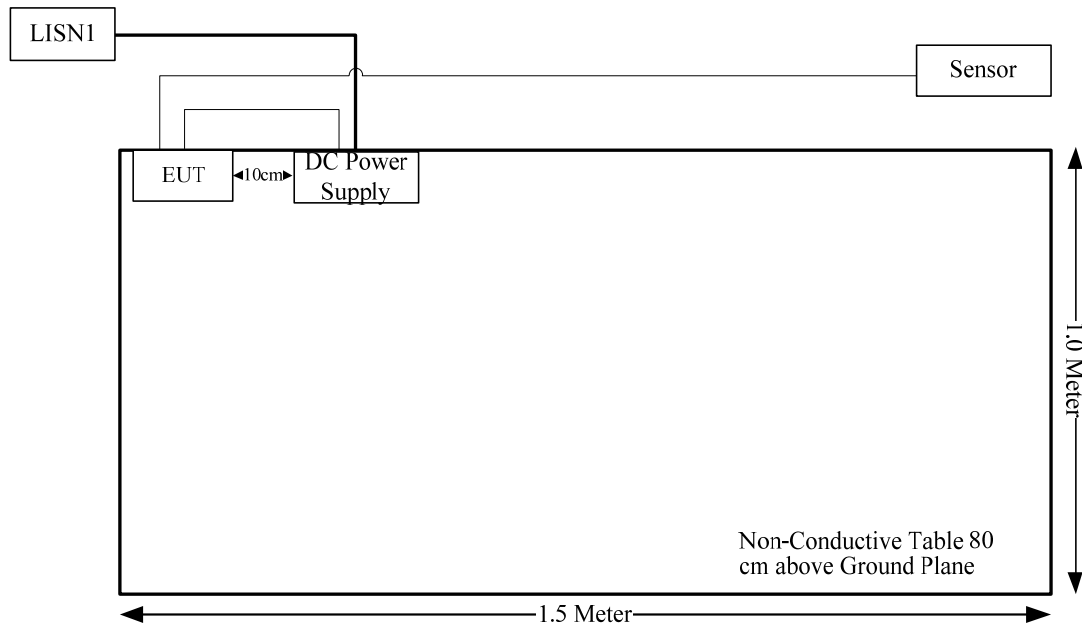 LISN1
Sensor
EUT
10cm
DC Power
Supply
1.0 Meter
Non-Conductive Table 80
cm above Ground Plane
1.5 Meter